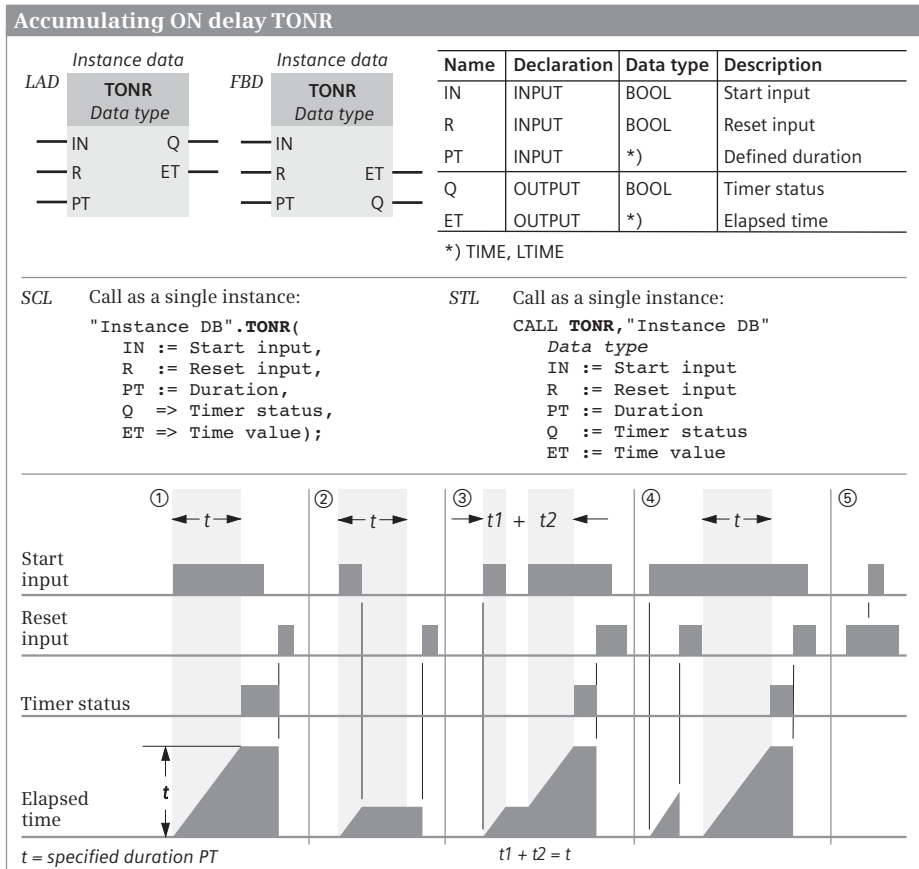 Accumulating ON delay TONR
Instance data
LAD
TONR
Data type
IN Q
R ET
PT
Instance data
FBD
TONR
Data type
IN
R ET
PT Q
Name Declaration Data type Description
IN INPUT BOOL Start input
R INPUT BOOL Reset input
PT INPUT *) Defined duration
Q OUTPUT BOOL Timer status
ET OUTPUT *) Elapsed time
*) TIME, LTIME
SCL Call as a single instance:
"Instance DB".TONR(
IN := Start input,
R := Reset input,
PT := Duration,
Q => Timer status,
ET => Time value);
STL Call as a single instance:
CALL TONR,"Instance DB"
Data type
IN := Start input
R := Reset input
PT := Duration
Q := Timer status
ET := Time value
① ② ③ ④ ⑤
t t t1 + t2 t
Start
input
Reset
input
Timer status
t
Elapsed
time
t = specified duration PT
t1 + t2 = t